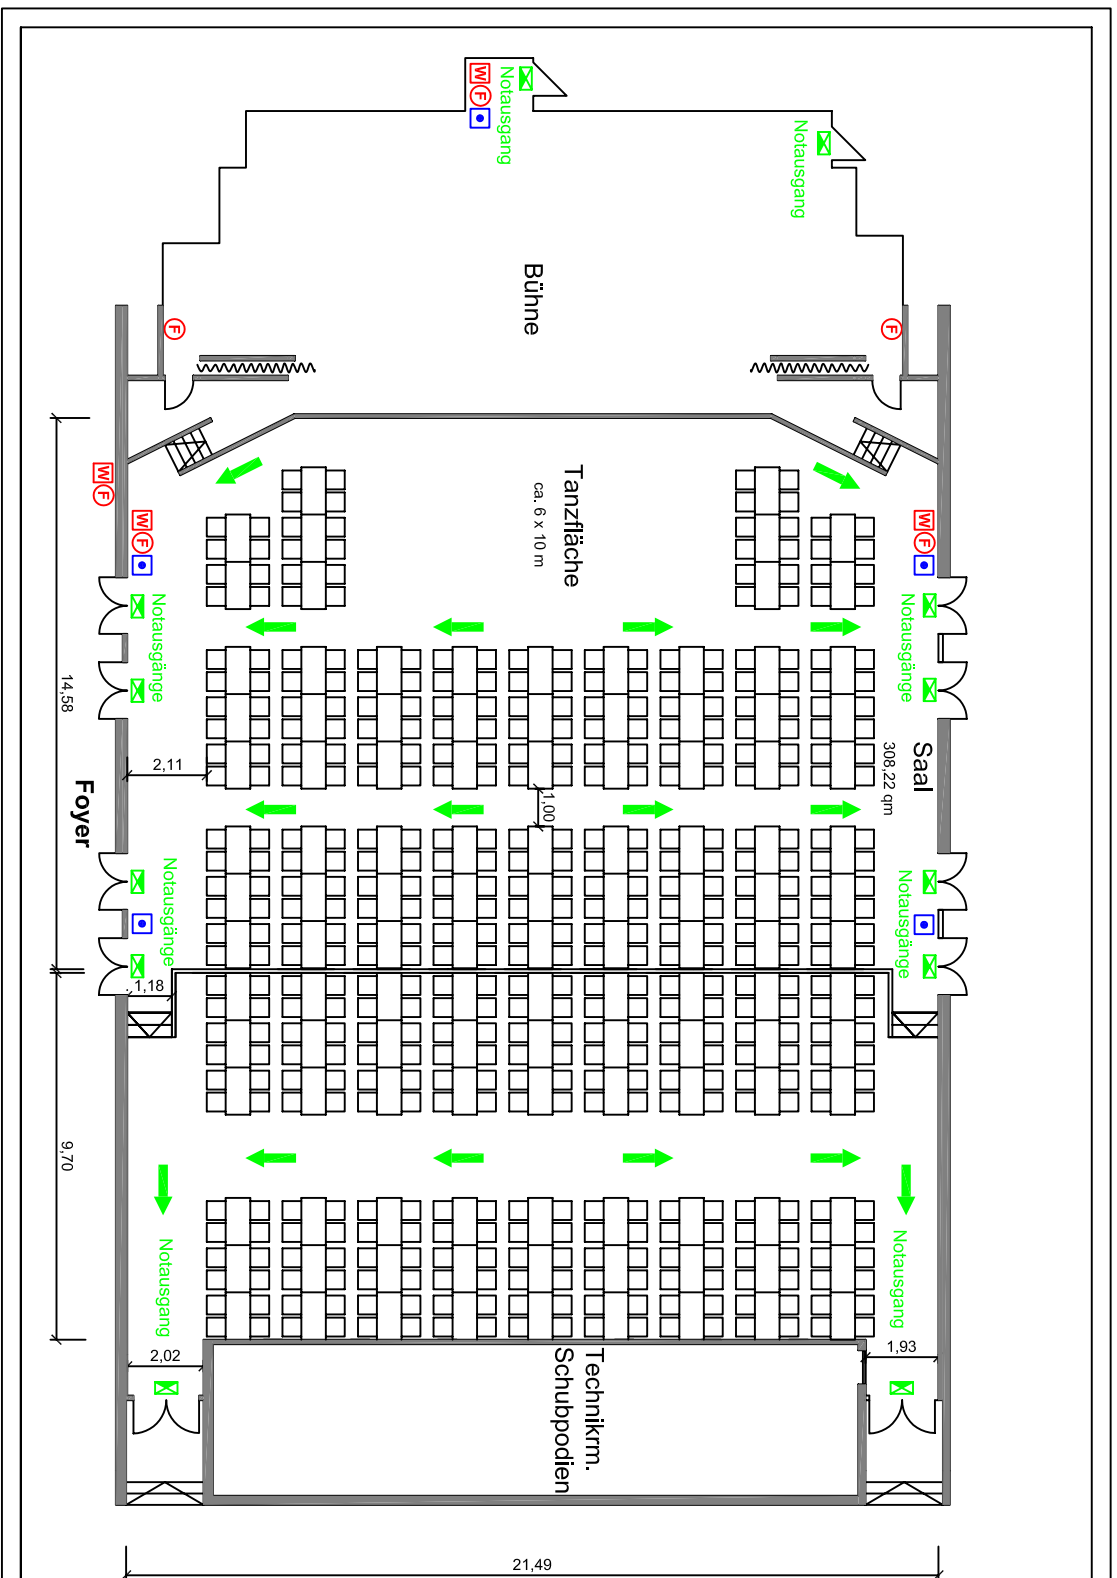 Notausgang
W F
Notausgang
Bühne
F
F
Tanzfläche
ca. 6 x 10 m
W F
W F
W F
Notausgänge
Notausgänge
14,58
2,11
Saal
308,22 qm
1,00
Foyer
Notausgänge
Notausgänge
1,18
9,70
Notausgang
Notausgang
2,02
1,93
Technikrm.
Schubpodien
21,49